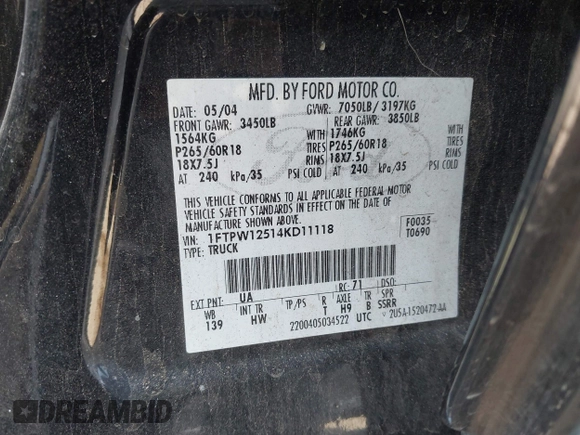 MFD. BY FORD MOTOR CO.
DATE: 05/04 GVWR: 7050LB/ 3197KG
FRONT GAWR: 3450LB REAR GAWR: 3850LB
1564KG WITH 1746KG WITH
P265/60R18 TIRES P265/60R18 TIRES
18X7.5J RIMS 18X7.5J RIMS
AT 240 kPa/35 PSI COLD AT 240 kPa/35 PSI COLD
THIS VEHICLE CONFORMS TO ALL APPLICABLE FEDERAL MOTOR
VEHICLE SAFETY STANDARDS IN EFFECT ON THE DATE OF
MANUFACTURE SHOWN ABOVE.
VIN: 1FTPW12514KD11118 F0035
TYPE: TRUCK T0690
EXT PNT: UA RC: 71 DSO:
WB INT TR TP/PS R AXLE TR SPR
139 HW T H9 B SSRR
2200405034522 UTC 2U5A-1520472-AA
Ford
DREAMBID